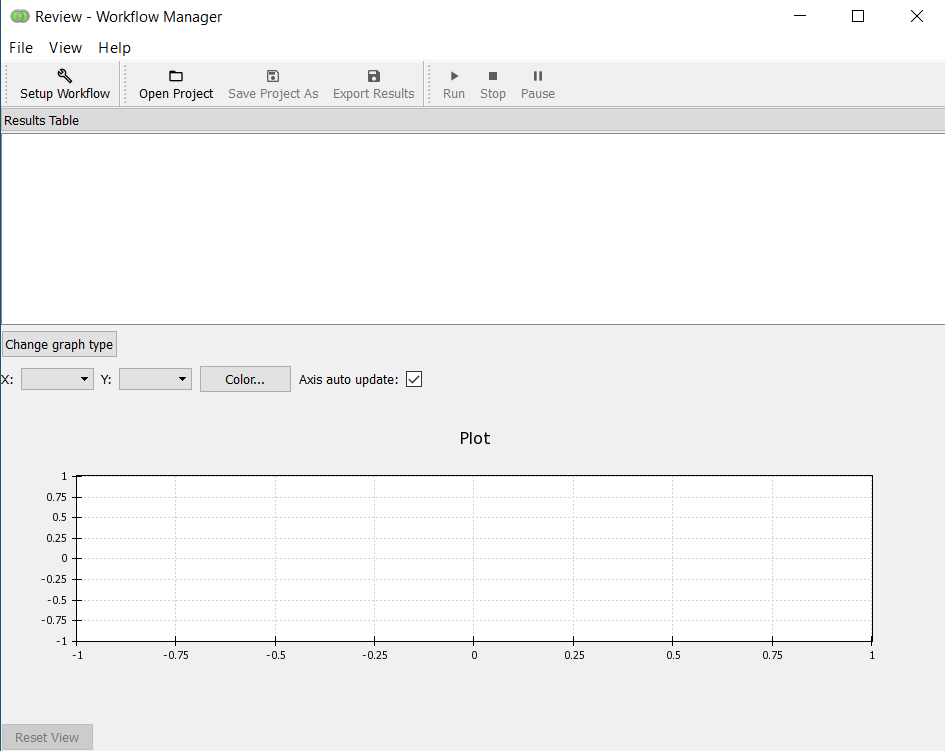 Review - Workflow Manager
File View Help
Setup Workflow Open Project Save Project As Export Results Run Stop Pause
Results Table
Change graph type
X: Y: Color... Axis auto update:
Plot
1
0.75
0.5
0.25
0
-0.25
-0.5
-0.75
-1
-1 -0.75 -0.5 -0.25 0 0.25 0.5 0.75 1
Reset View